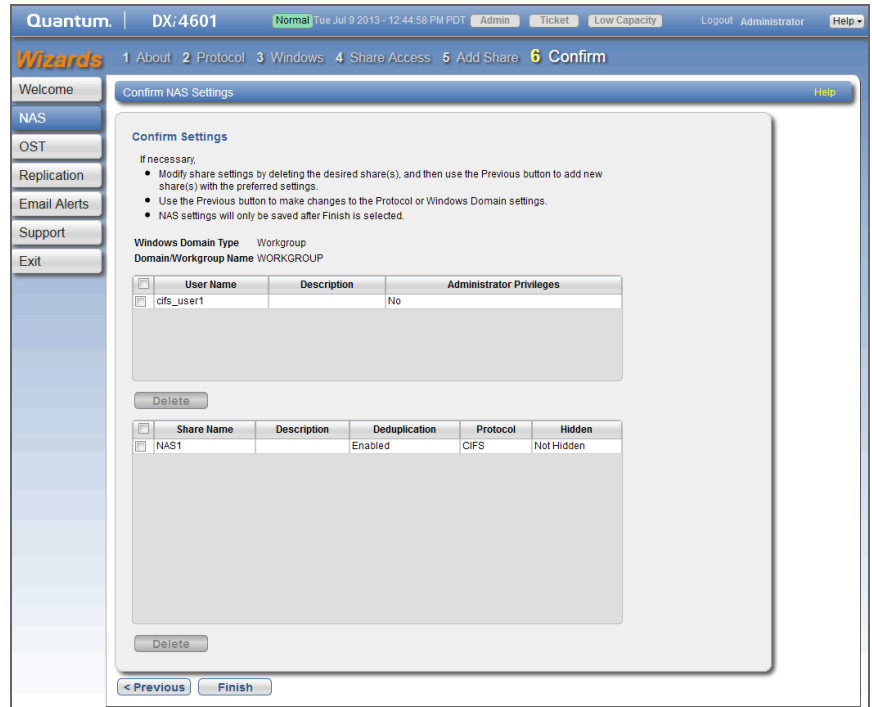 Quantum. DXi4601 Normal Tue Jul 9 2013 - 12:44:58 PM PDT Admin Ticket Low Capacity Logout Administrator Help
Wizards 1 About 2 Protocol 3 Windows 4 Share Access 5 Add Share 6 Confirm
Welcome
NAS
OST
Replication
Email Alerts
Support
Exit
Confirm NAS Settings Help
Confirm Settings
If necessary,
• Modify share settings by deleting the desired share(s), and then use the Previous button to add new
share(s) with the preferred settings.
• Use the Previous button to make changes to the Protocol or Windows Domain settings.
• NAS settings will only be saved after Finish is selected.
Windows Domain Type Workgroup
Domain/Workgroup Name WORKGROUP
User Name Description Administrator Privileges
cifs_user1 No
Delete
Share Name Description Deduplication Protocol Hidden
NAS1 Enabled CIFS Not Hidden
Delete
< Previous Finish